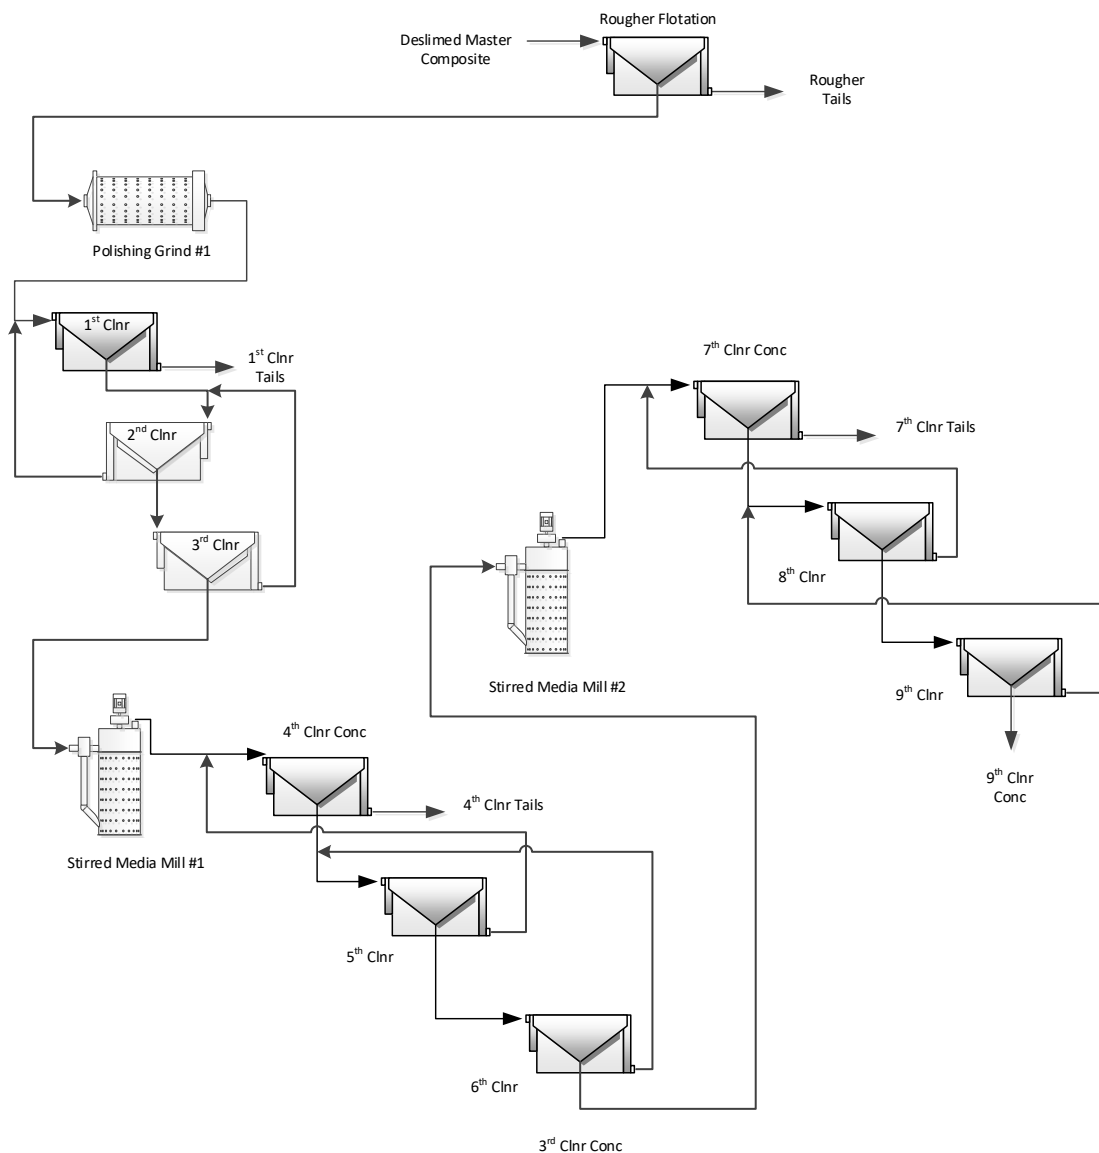 Rougher Flotation
Deslimed Master
Composite
Rougher
Tails
Polishing Grind #1
1st Clnr
1st Clnr
Tails
2nd Clnr
3rd Clnr
7th Clnr Conc
7th Clnr Tails
8th Clnr
9th Clnr
9th Clnr
Conc
Stirred Media Mill #2
4th Clnr Conc
4th Clnr Tails
Stirred Media Mill #1
5th Clnr
6th Clnr
3rd Clnr Conc